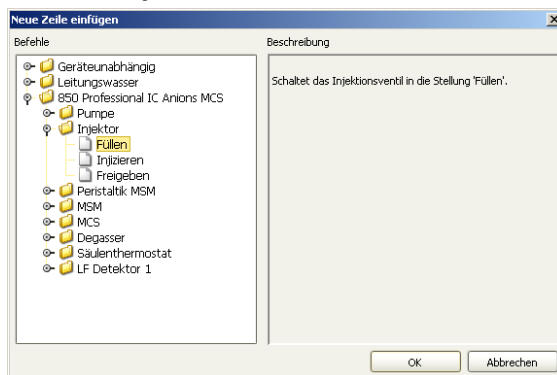 Neue Zeile einfügen
Befehle
Beschreibung
Geräteunabhängig
Leitungswasser
850 Professional IC Anions MCS
Pumpe
Injektor
Füllen
Injizieren
Freigeben
Peristaltik MSM
MSM
MCS
Degasser
Säulenthermostat
LF Detektor 1
Schaltet das Injektionsventil in die Stellung 'Füllen'.
OK
Abbrechen